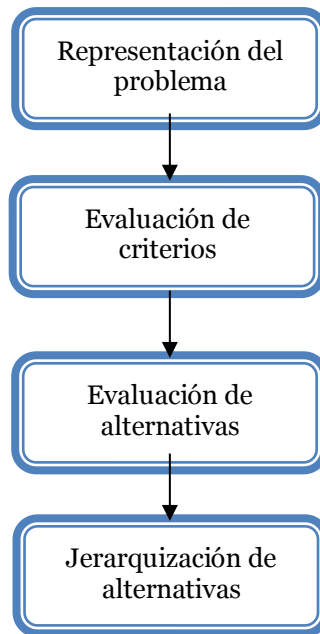 Representación del
problema
Evaluación de
criterios
Evaluación de
alternativas
Jerarquización de
alternativas